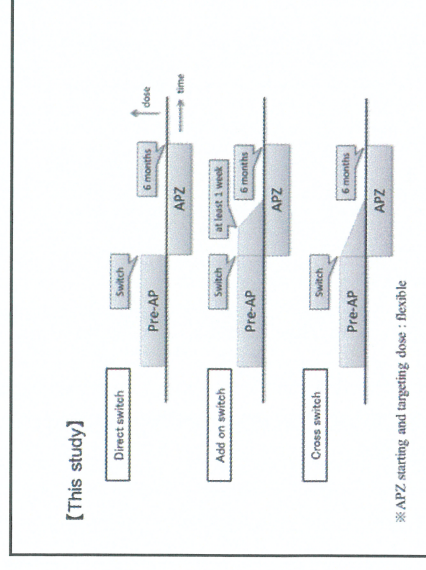 【This study】
Direct switch
Pre-AP
Switch
APZ
6 months
dose
time
Add on switch
Pre-AP
Switch
at least 1 week
APZ
6 months
Cross switch
Pre-AP
Switch
APZ
6 months
※ APZ starting and targeting dose : flexible